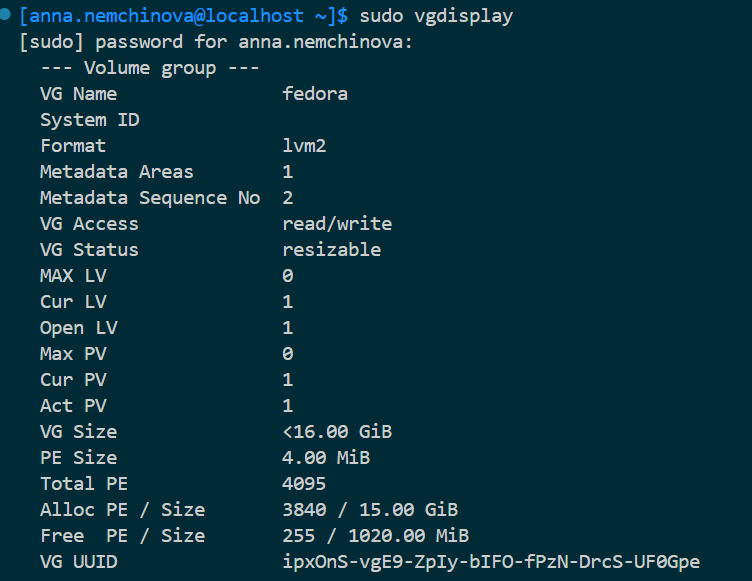 [anna.nemchinova@localhost ~]$ sudo vgdisplay
[sudo] password for anna.nemchinova:
--- Volume group ---
VG Name fedora
System ID
Format lvm2
Metadata Areas 1
Metadata Sequence No 2
VG Access read/write
VG Status resizable
MAX LV 0
Cur LV 1
Open LV 1
Max PV 0
Cur PV 1
Act PV 1
VG Size <16.00 GiB
PE Size 4.00 MiB
Total PE 4095
Alloc PE / Size 3840 / 15.00 GiB
Free PE / Size 255 / 1020.00 MiB
VG UUID ipxOnS-vgE9-ZpIy-bIFO-fPzN-DrcS-UF0Gpe